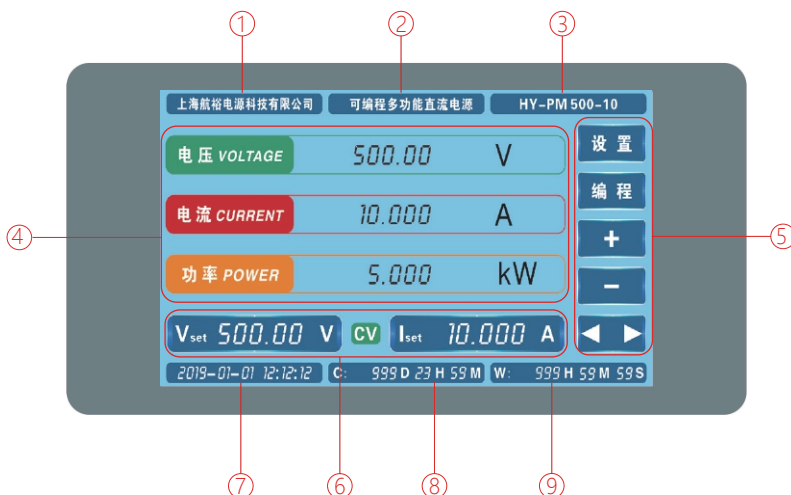 ① ② ③
上海航裕电源科技有限公司 可编程多功能直流电源 HY-PM 500-10
电压 VOLTAGE 500.00 V 设置
编程
④ 电流 CURRENT 10.000 A + ⑤
功率 POWER 5.000 kW −
Vset 500.00 V CV Iset 10.000 A ◀ ▶
2019-01-01 12:12:12 C: 999 D 23 H 59 M W: 999 H 59 M 59 S
⑦ ⑥ ⑧ ⑨